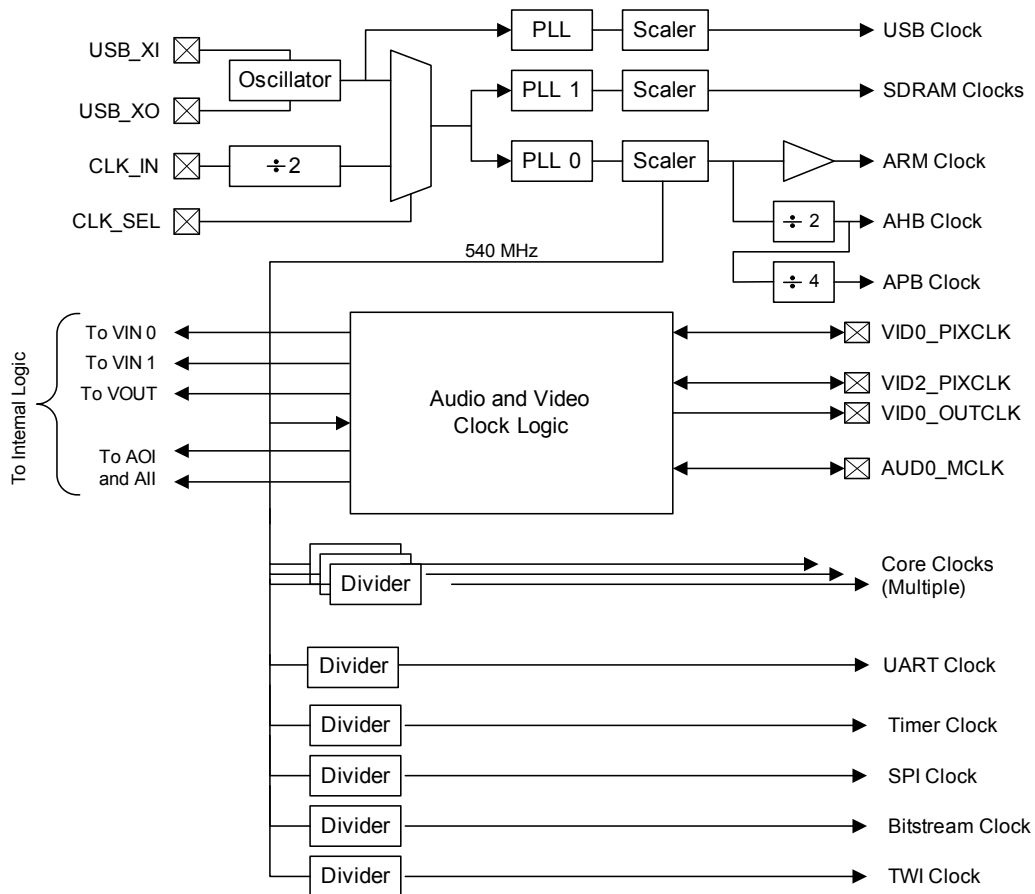 USB_XI
USB_XO
CLK_IN
CLK_SEL
Oscillator
÷2
PLL
Scaler
USB Clock
PLL 1
Scaler
SDRAM Clocks
PLL 0
Scaler
ARM Clock
÷ 2
AHB Clock
÷ 4
APB Clock
540 MHz
To Internal Logic
To VIN 0
To VIN 1
To VOUT
To AOI
and AII
Audio and Video
Clock Logic
VID0_PIXCLK
VID2_PIXCLK
VID0_OUTCLK
AUD0_MCLK
Divider
Core Clocks
(Multiple)
Divider
UART Clock
Divider
Timer Clock
Divider
SPI Clock
Divider
Bitstream Clock
Divider
TWI Clock